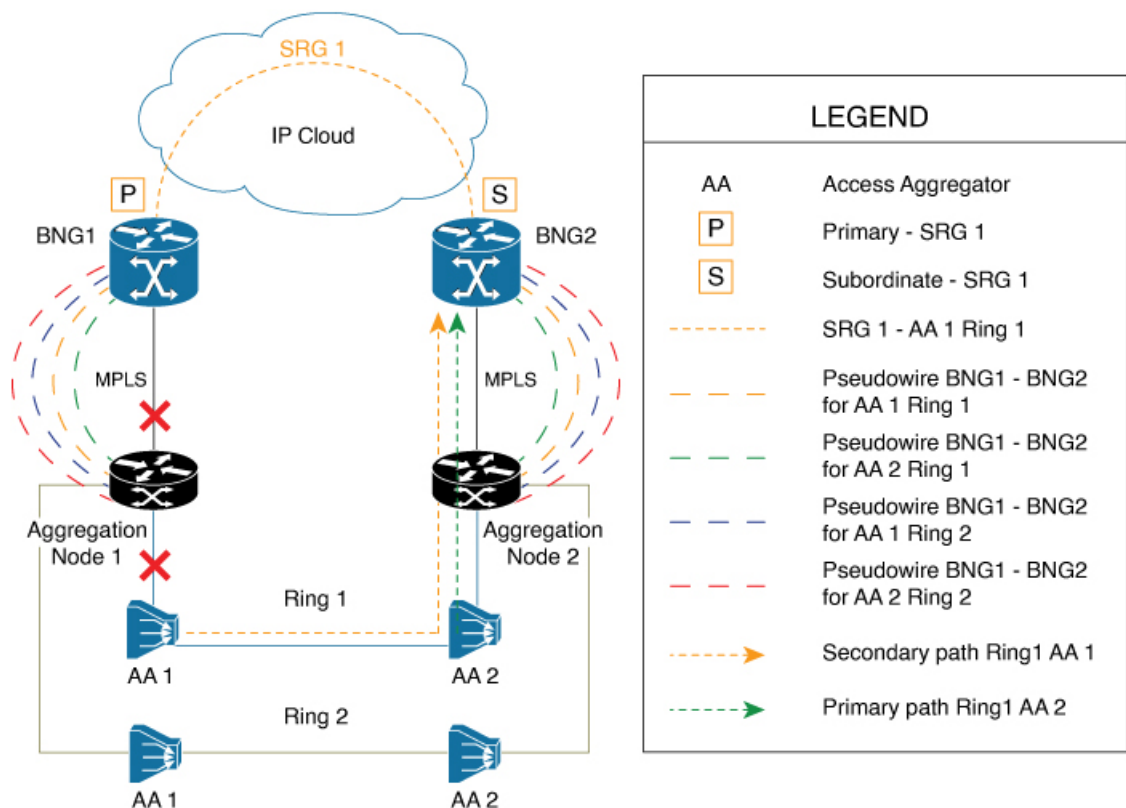 SRG 1
IP Cloud
P
S
BNG1
BNG2
MPLS
MPLS
Aggregation
Node 1
Aggregation
Node 2
Ring 1
AA 1
AA 2
Ring 2
AA 1
AA 2
LEGEND
AA Access Aggregator
P Primary - SRG 1
S Subordinate - SRG 1
SRG 1 - AA 1 Ring 1
Pseudowire BNG1 - BNG2
for AA 1 Ring 1
Pseudowire BNG1 - BNG2
for AA 2 Ring 1
Pseudowire BNG1 - BNG2
for AA 1 Ring 2
Pseudowire BNG1 - BNG2
for AA 2 Ring 2
Secondary path Ring1 AA 1
Primary path Ring1 AA 2